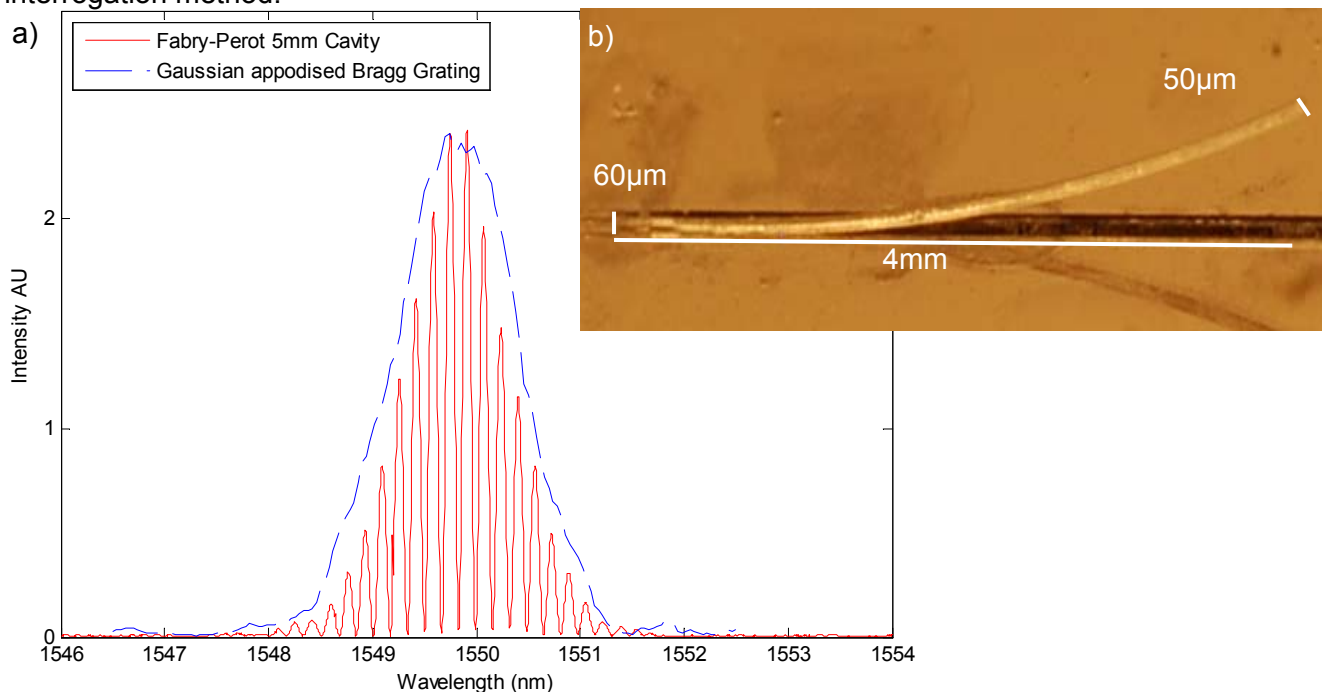 interrogation method.
a)
Fabry-Perot 5mm Cavity
Gaussian appodised Bragg Grating
b)
50µm
60µm
4mm
2
1
0
Intensity AU
1546 1547 1548 1549 1550 1551 1552 1553 1554
Wavelength (nm)